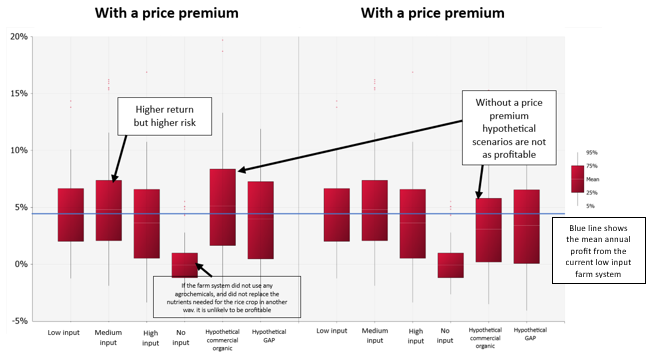 With a price premium
With a price premium
20%
15%
10%
5%
0%
-5%
Higher return
but higher risk
Without a price
premium
hypothetical
scenarios are not
as profitable
If the farm system did not use any
agrochemicals, and did not replace the
nutrients needed for the rice crop in another
way, it is unlikely to be profitable
95%
75%
Mean
25%
5%
Blue line shows
the mean annual
profit from the
current low input
farm system
Low input
Medium
input
High
input
No
input
Hypothetical
commercial
organic
Hypothetical
GAP
Low input
Medium
input
High
input
No
input
Hypothetical
commercial
organic
Hypothetical
GAP